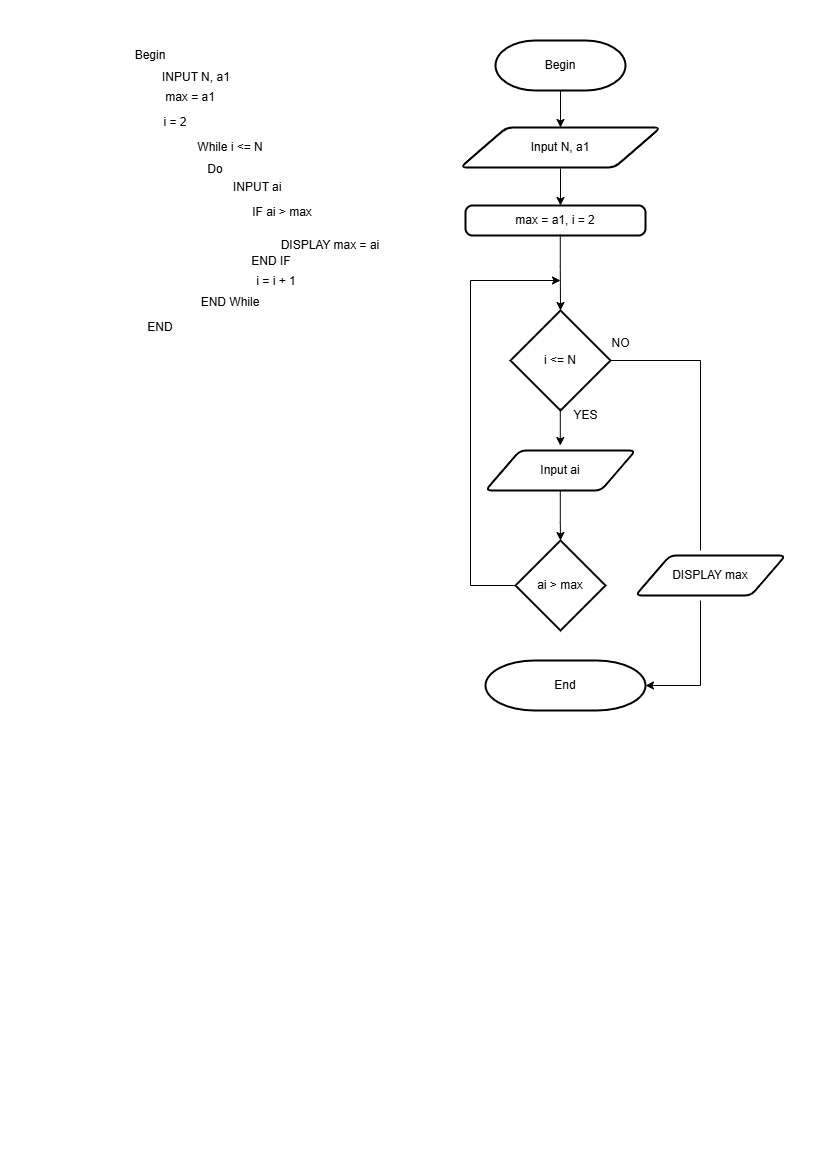 Begin
INPUT N, a1
max = a1
i = 2
While i <= N
Do
INPUT ai
IF ai > max
DISPLAY max = ai
END IF
i = i + 1
END While
END
Begin
Input N, a1
max = a1, i = 2
i <= N
NO
YES
Input ai
ai > max
DISPLAY max
End